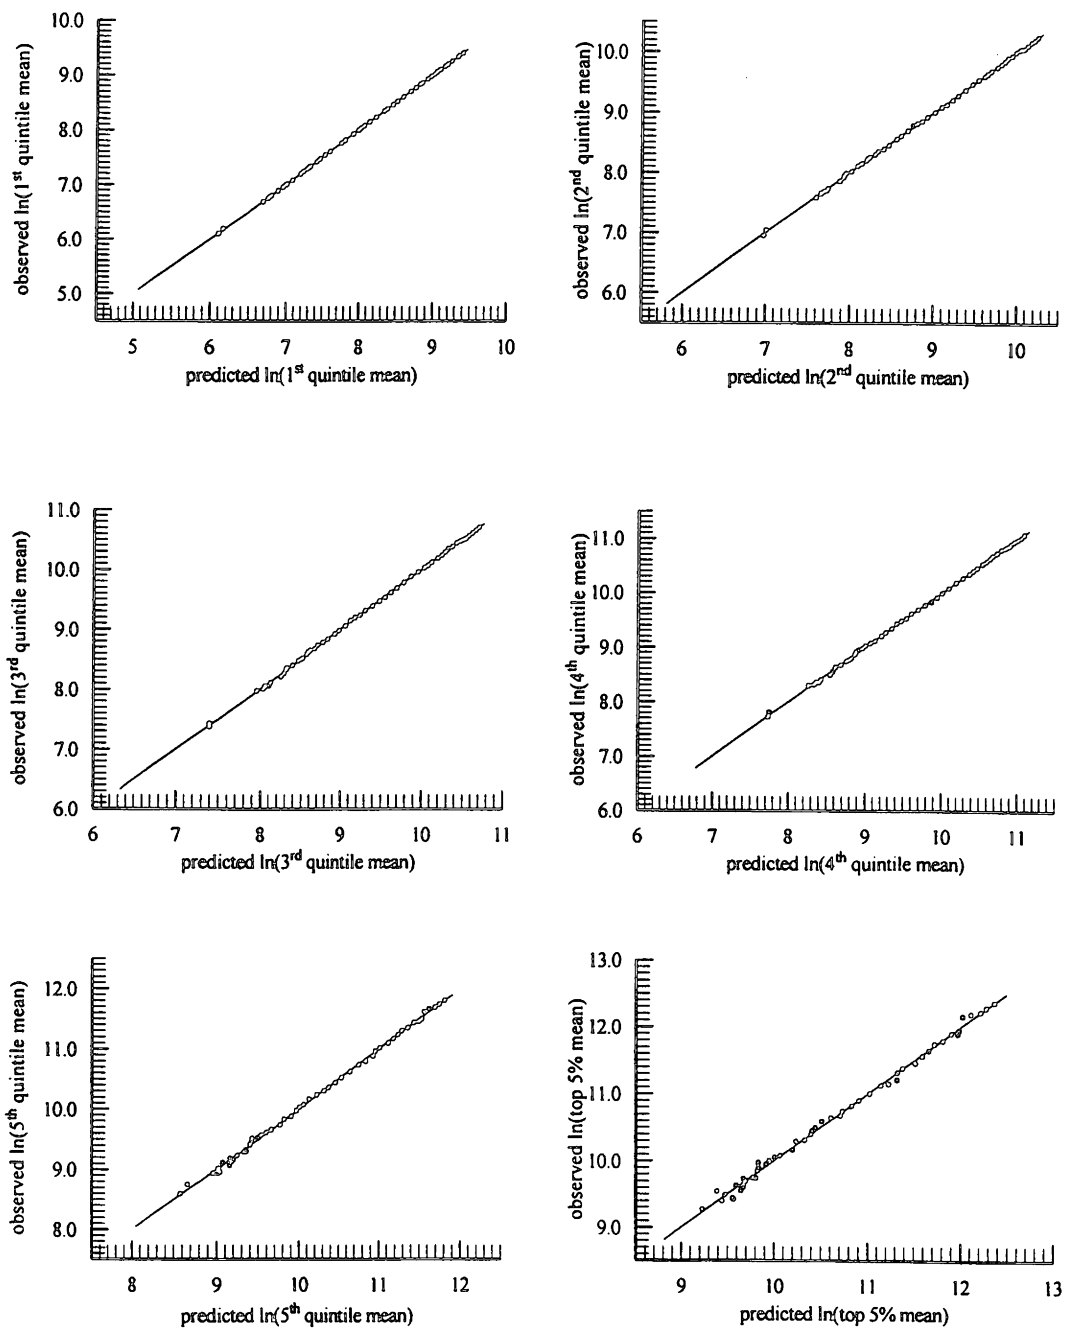 10.0
9.0
8.0
7.0
6.0
5.0
observed ln(1st quintile mean)
5 6 7 8 9 10
predicted ln(1st quintile mean)
10.0
9.0
8.0
7.0
6.0
observed ln(2nd quintile mean)
6 7 8 9 10
predicted ln(2nd quintile mean)
11.0
10.0
9.0
8.0
7.0
6.0
observed ln(3rd quintile mean)
6 7 8 9 10 11
predicted ln(3rd quintile mean)
11.0
10.0
9.0
8.0
7.0
6.0
observed ln(4th quintile mean)
6 7 8 9 10 11
predicted ln(4th quintile mean)
12.0
11.0
10.0
9.0
8.0
observed ln(5th quintile mean)
8 9 10 11 12
predicted ln(5th quintile mean)
13.0
12.0
11.0
10.0
9.0
observed ln(top 5% mean)
9 10 11 12 13
predicted ln(top 5% mean)